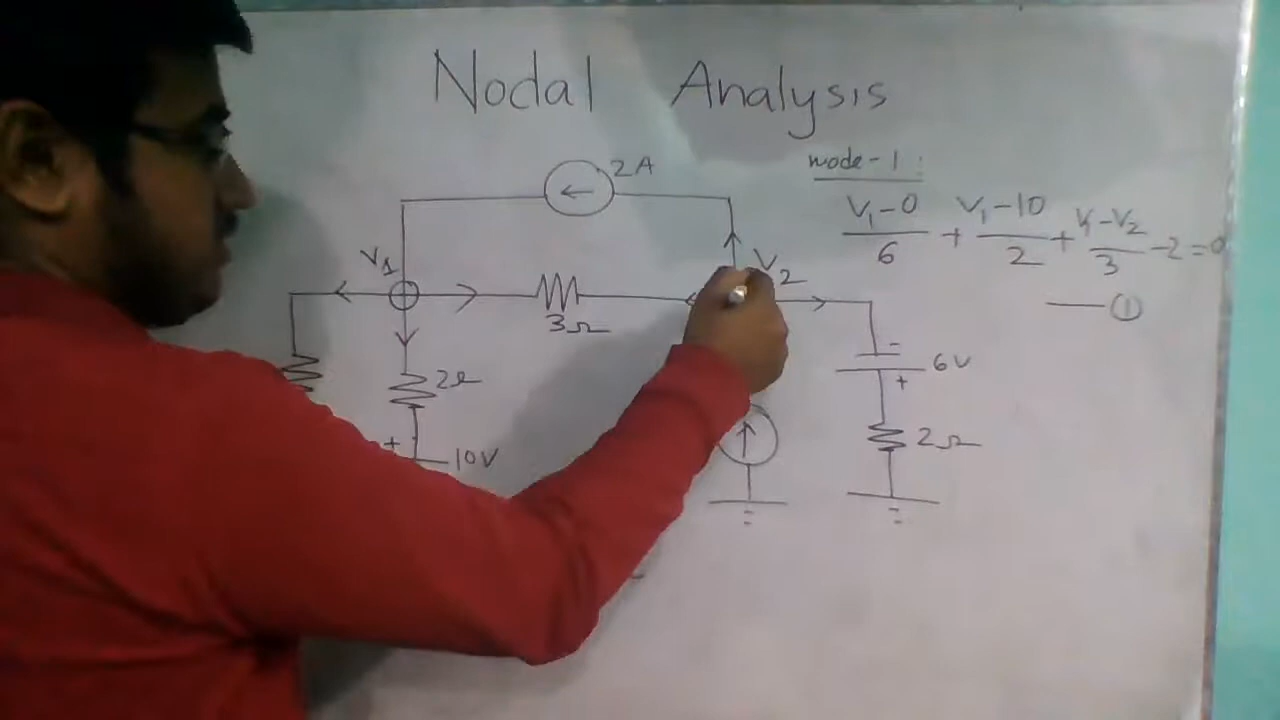 Nodal Analysis
2A
node-1:
V₁-0/6 + V₁-10/2 + V₁-V₂/3 -2=0
① 
V₁
V₂
3Ω
2Ω
+
10V
-
6V
+
2Ω